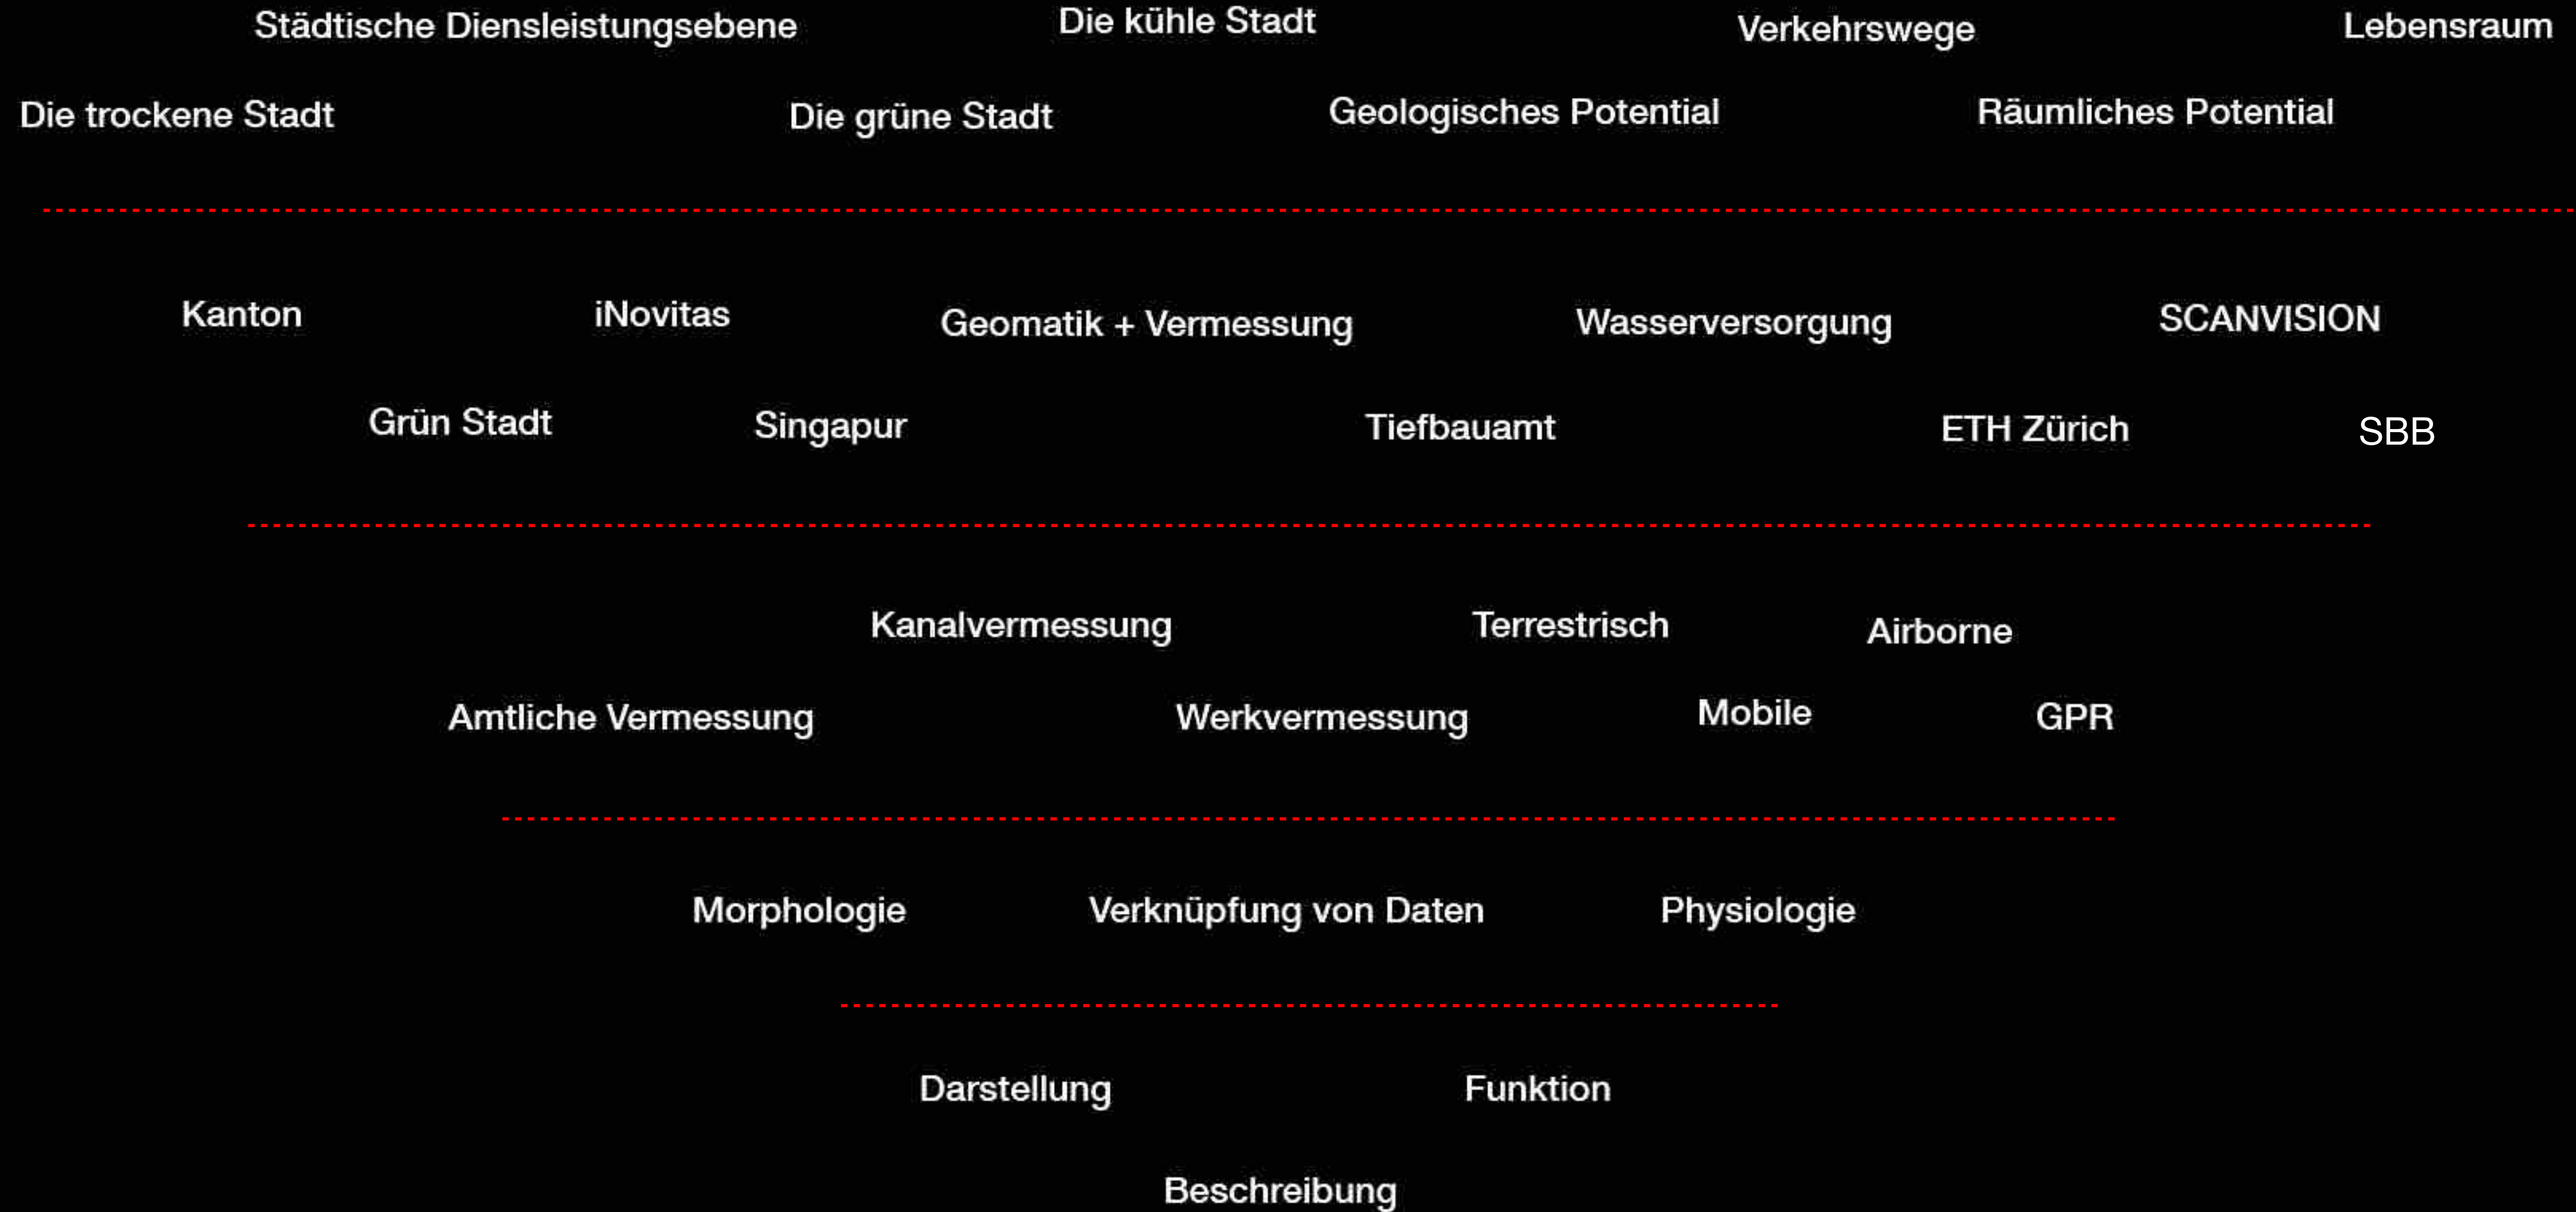 Städtische Diensleistungsebene Die kühle Stadt Verkehrswege Lebensraum
Die trockene Stadt Die grüne Stadt Geologisches Potential Räumliches Potential
Kanton iNovitas Geomatik + Vermessung Wasserversorgung SCANVISION
Grün Stadt Singapur Tiefbauamt ETH Zürich SBB
Kanalvermessung Terrestrisch Airborne
Amtliche Vermessung Werkvermessung Mobile GPR
Morphologie Verknüpfung von Daten Physiologie
Darstellung Funktion
Beschreibung